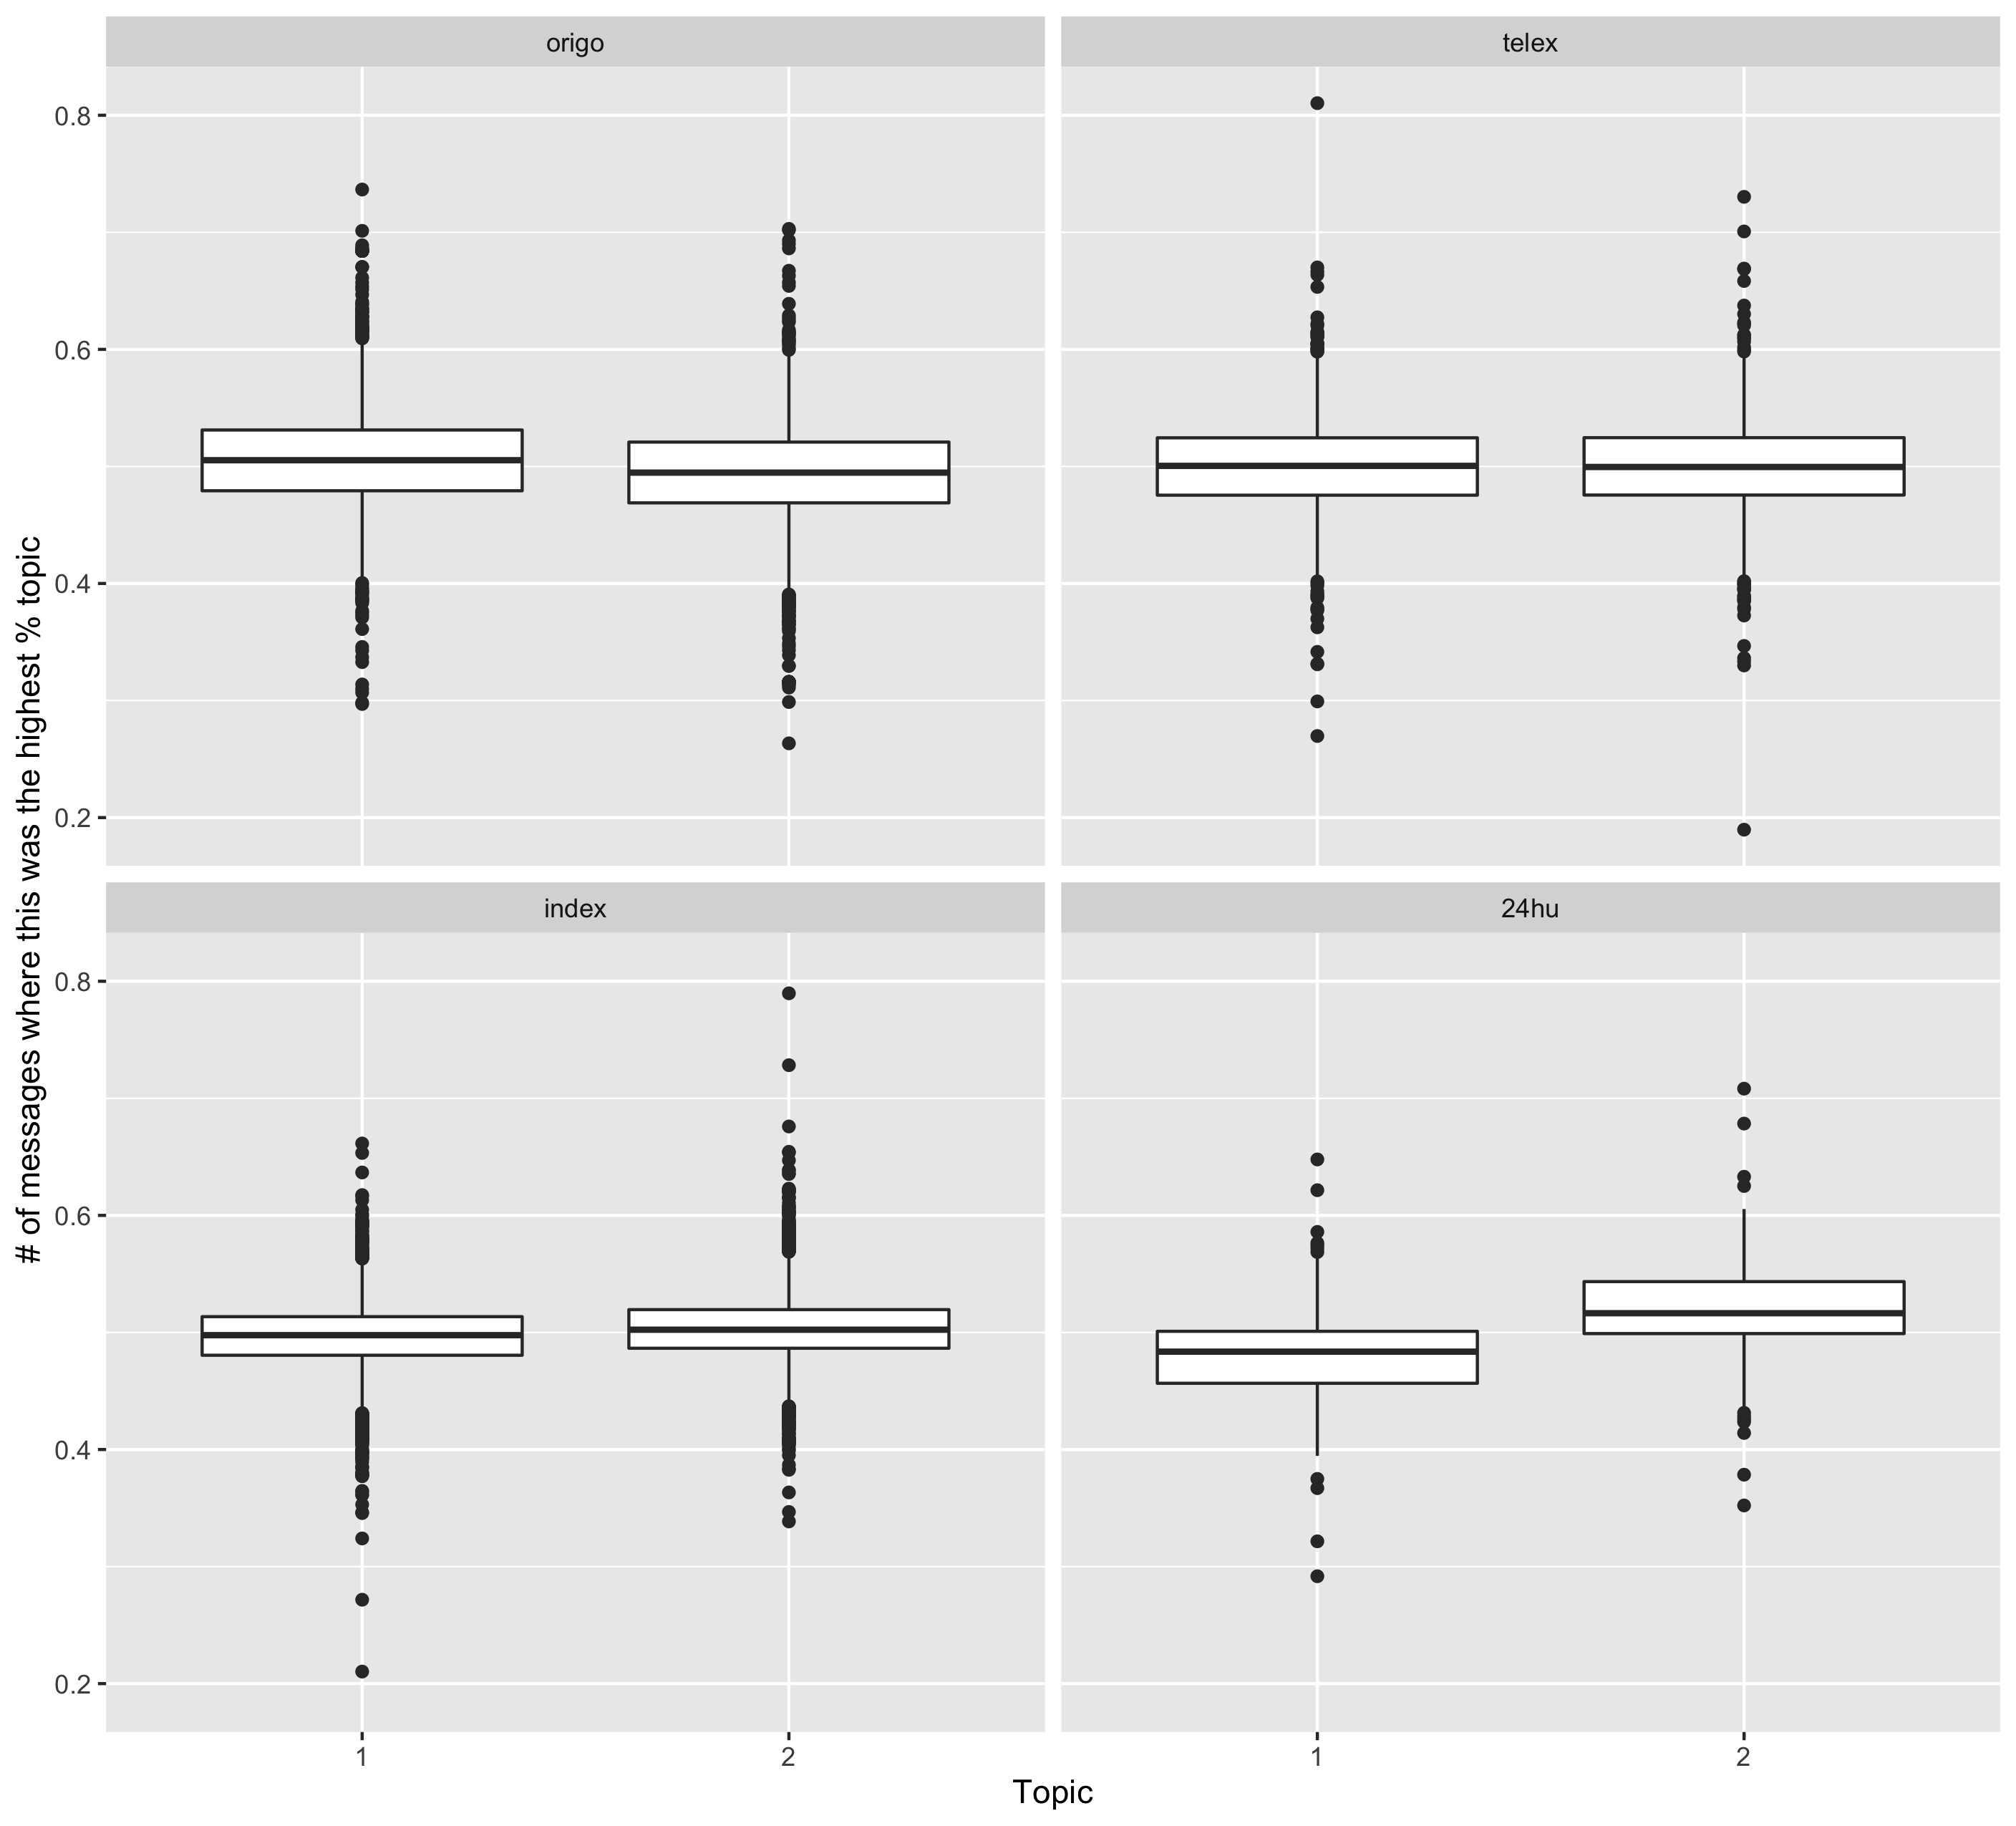 origo
telex
0.8
0.6
0.4
0.2
index
24hu
0.8
0.6
0.4
0.2
# of messages where this was the highest % topic
1
2
1
2
Topic